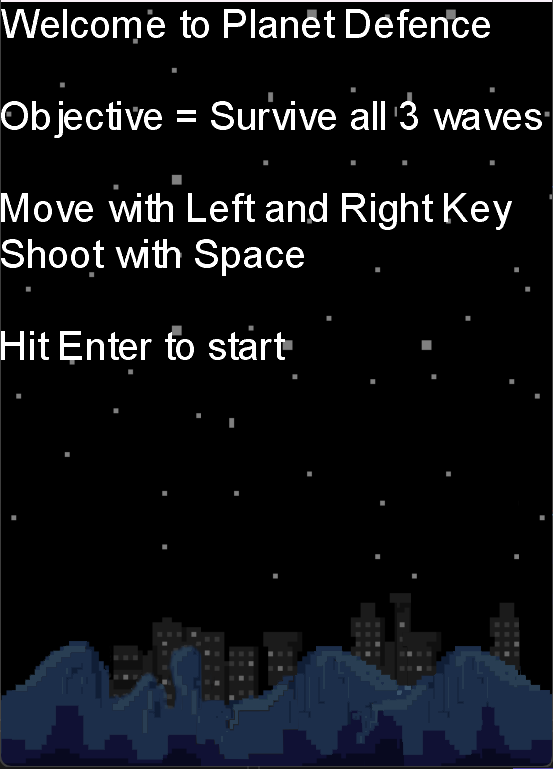 Welcome to Planet Defence
Objective = Survive all 3 waves
Move with Left and Right Key
Shoot with Space
Hit Enter to start